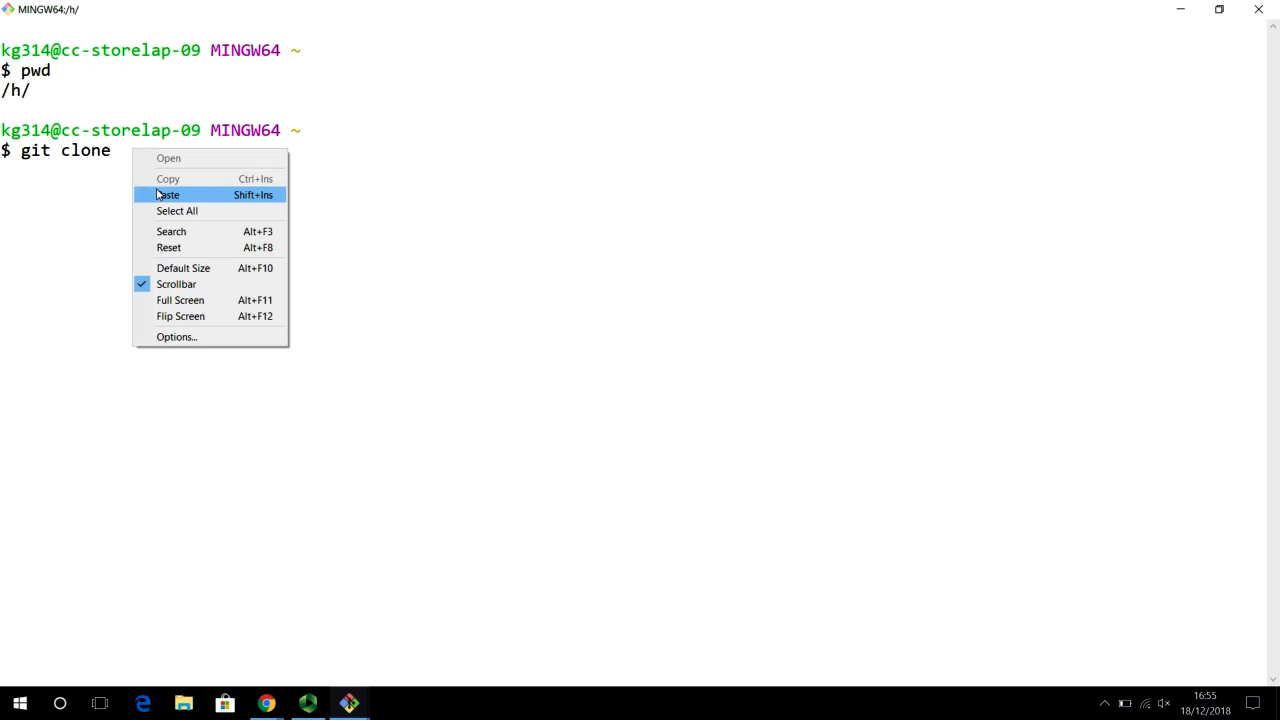 MINGW64:/h/
kg314@cc-storelap-09 MINGW64 ~
$ pwd
/h/
kg314@cc-storelap-09 MINGW64 ~
$ git clone
Open
Copy Ctrl+Ins
Paste Shift+Ins
Select All
Search Alt+F3
Reset Alt+F8
Default Size Alt+F10
Scrollbar
Full Screen Alt+F11
Flip Screen Alt+F12
Options...
16:55
18/12/2018